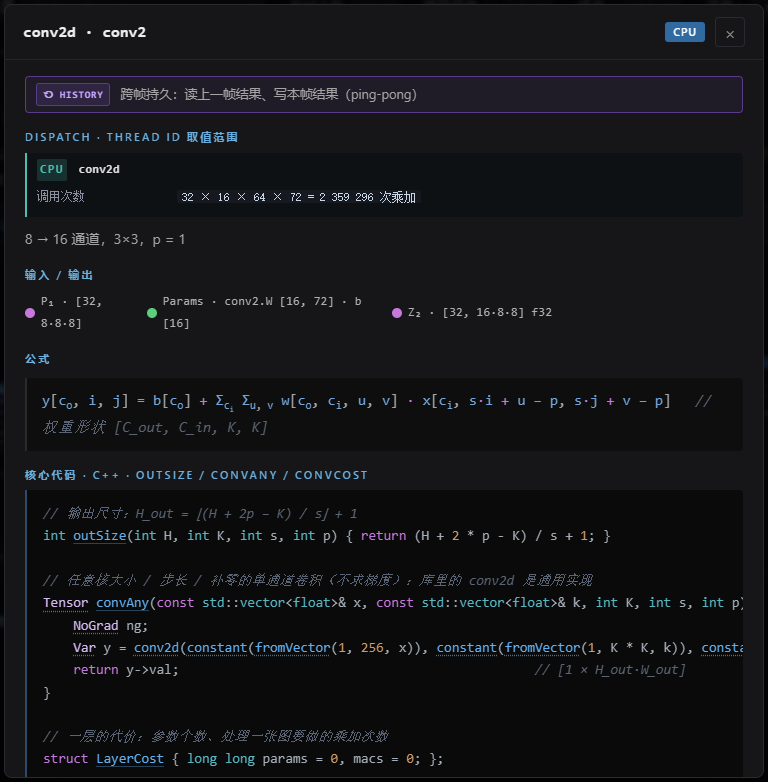 conv2d · conv2
CPU
×
HISTORY 跨帧持久：读上一帧结果、写本帧结果（ping-pong）
DISPATCH · THREAD ID 取值范围
CPU conv2d
调用次数 32 × 16 × 64 × 72 = 2 359 296 次乘加
8 → 16 通道，3×3，p = 1
输入 / 输出
P₁ · [32,
8·8·8]
Params · conv2.W [16, 72] · b
[16]
Z₂ · [32, 16·8·8] f32
公式
y[c_o, i, j] = b[c_o] + Σ_c_i Σ_u, v w[c_o, c_i, u, v] · x[c_i, s·i + u − p, s·j + v − p] //
权重形状 [C_out, C_in, K, K]
核心代码 · C++ · OUTSIZE / CONVANY / CONVCOST
// 输出尺寸：H_out = ⌊(H + 2p − K) / s⌋ + 1
int outSize(int H, int K, int s, int p) { return (H + 2 * p - K) / s + 1; }
// 任意核大小 / 步长 / 补零的单通道卷积（不求梯度）；库里的 conv2d 是通用实现
Tensor convAny(const std::vector<float>& x, const std::vector<float>& k, int K, int s, int p)
NoGrad ng;
Var y = conv2d(constant(fromVector(1, 256, x)), constant(fromVector(1, K * K, k)), consta
return y->val; // [1 × H_out·W_out]
}
// 一层的代价：参数个数、处理一张图要做的乘加次数
struct LayerCost { long long params = 0, macs = 0; };